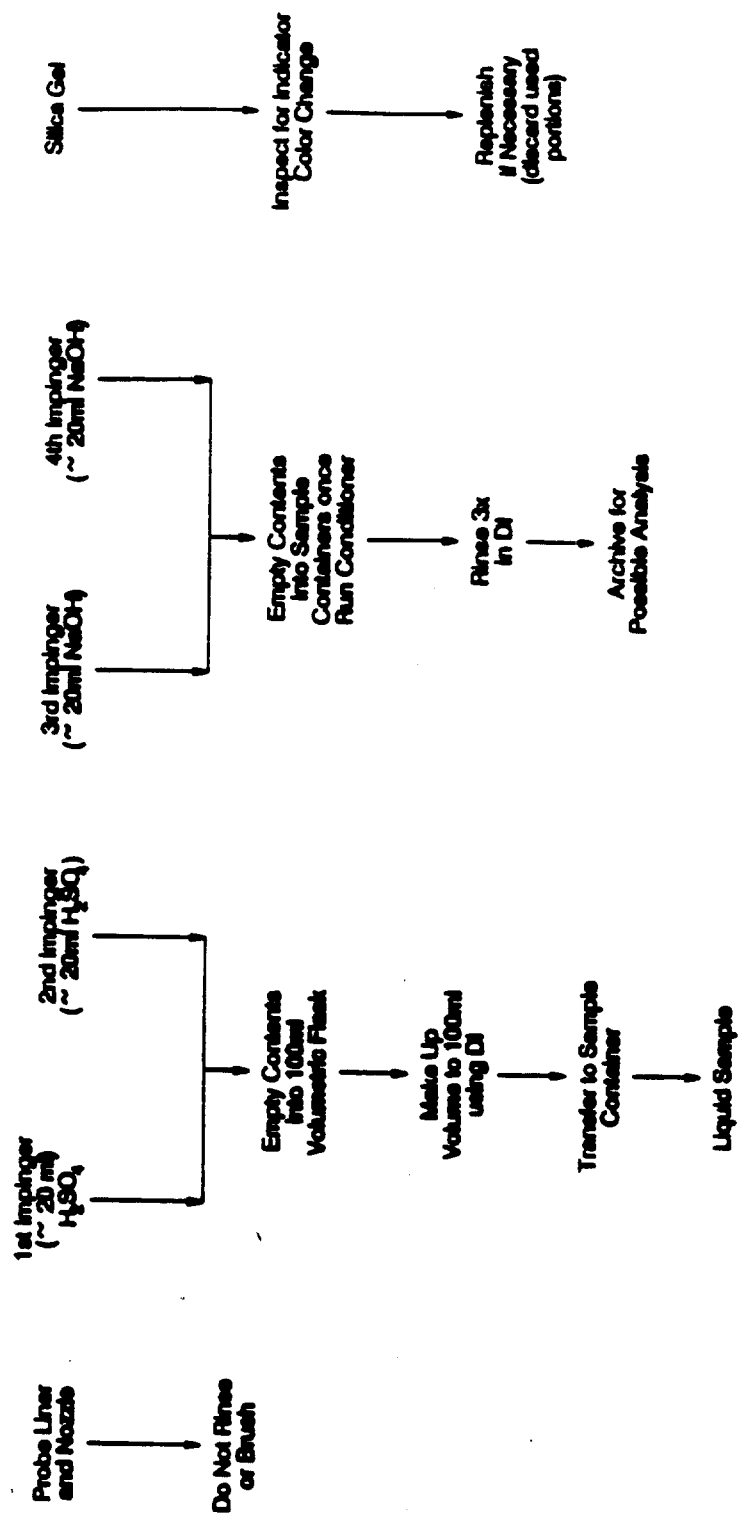 Probe Liner
and Nozzle
Do Not Rinse
or Brush
1st Impinger
(~ 20 ml)
H₂SO₄
2nd Impinger
(~ 20ml H₂SO₄)
Empty Contents
Into 100ml
Volumetric Flask
Make Up
Volume to 100ml
using DI
Transfer to Sample
Container
Liquid Sample
3rd Impinger
(~ 20ml NaOH)
4th Impinger
(~ 20ml NaOH)
Empty Contents
Into Sample
Containers once
Run Conditioner
Rinse 3x
in DI
Archive for
Possible Analysis
Silica Gel
Inspect for Indicator
Color Change
Replenish
If Necessary
(discard used
portions)